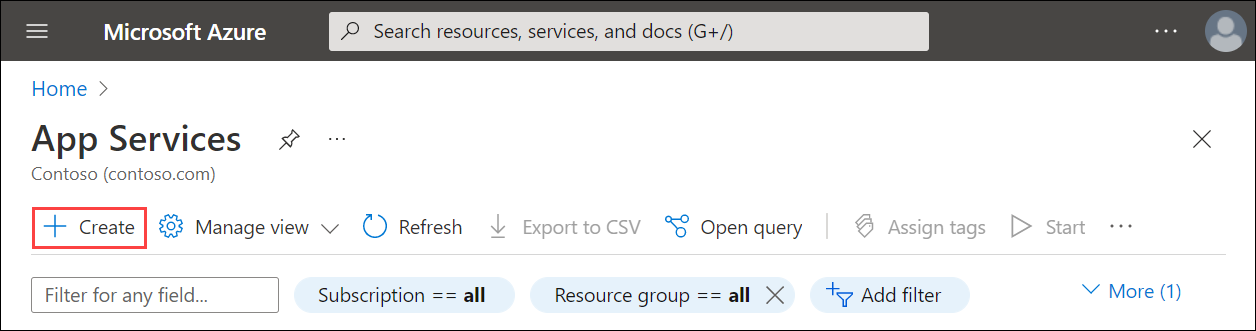 Microsoft Azure Search resources, services, and docs (G+/) ...
Home >
App Services ...
Contoso (contoso.com)
+ Create Manage view Refresh Export to CSV Open query Assign tags Start ...
Filter for any field... Subscription == all Resource group == all Add filter More (1)